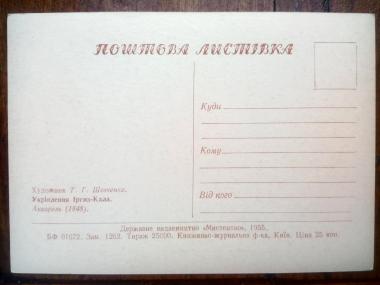 ПОШТОВА ЛИСТІВКА
Куди
Кому
Від кого
Художник Т. Г. Шевченко.
Укріплення Іргиз-Кала.
Акварель (1848).
Державне видавництво «Мистецтво», 1955.
БФ 01672. Зам. 1262. Тираж 25000. Книжково-журнальна ф-ка, Київ. Ціна 25 коп.